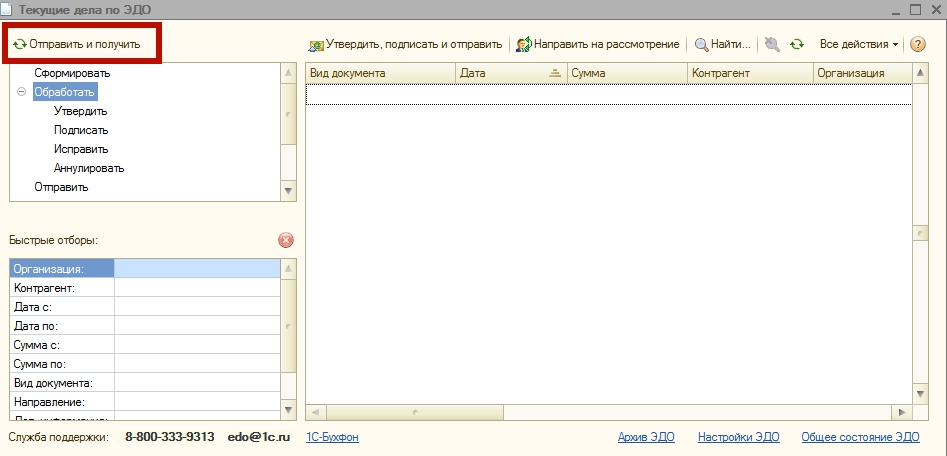 Текущие дела по ЭДО
Отправить и получить
Утвердить, подписать и отправить Направить на рассмотрение Найти... Все действия
Сформировать
Обработать
Утвердить
Подписать
Исправить
Аннулировать
Отправить
Вид документа Дата Сумма Контрагент Организация
Быстрые отборы:
Организация:
Контрагент:
Дата с:
Дата по:
Сумма с:
Сумма по:
Вид документа:
Направление:
Служба поддержки: 8-800-333-9313 edo@1c.ru 1С-Бухфон Архив ЭДО Настройки ЭДО Общее состояние ЭДО